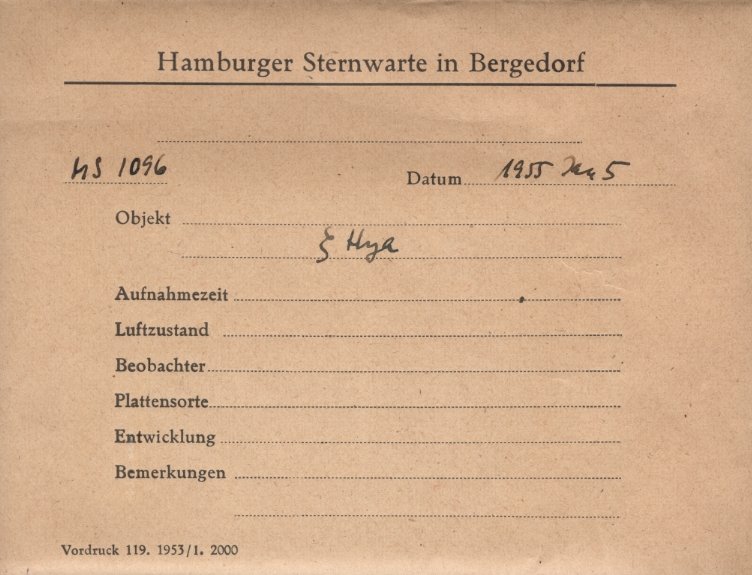 Hamburger Sternwarte in Bergedorf
HS 1096
Datum 1955 Jan 5
Objekt
ξ Hya
Aufnahmezeit
Luftzustand
Beobachter
Plattensorte
Entwicklung
Bemerkungen
Vordruck 119. 1953/1. 2000